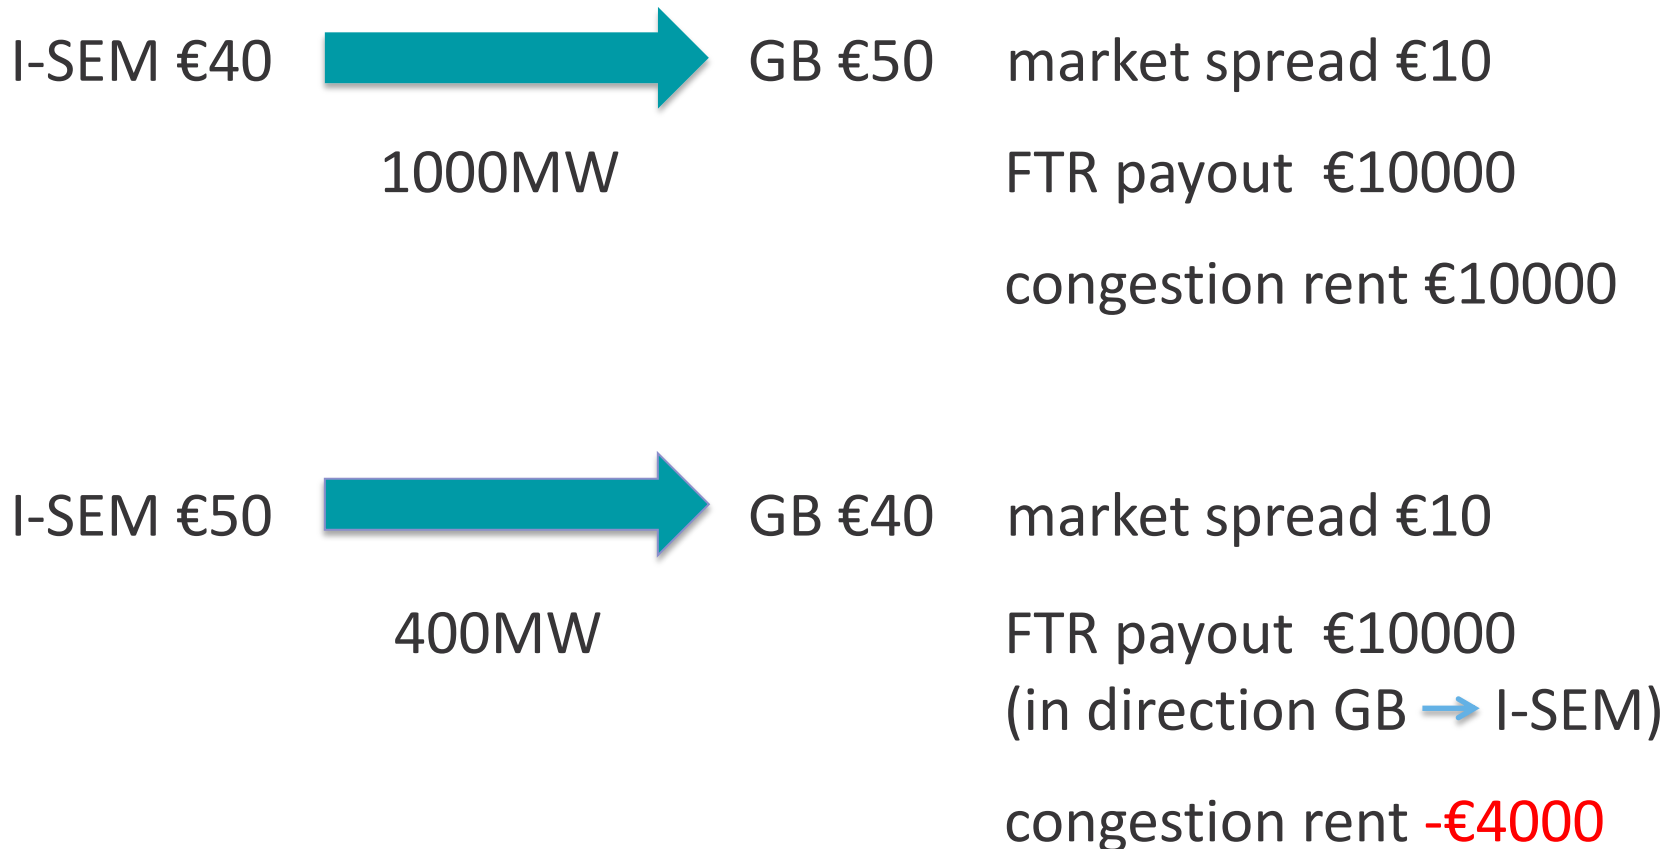 I-SEM €40 GB €50 market spread €10
1000MW FTR payout €10000
congestion rent €10000
I-SEM €50 GB €40 market spread €10
400MW FTR payout €10000
(in direction GB → I-SEM)
congestion rent -€4000